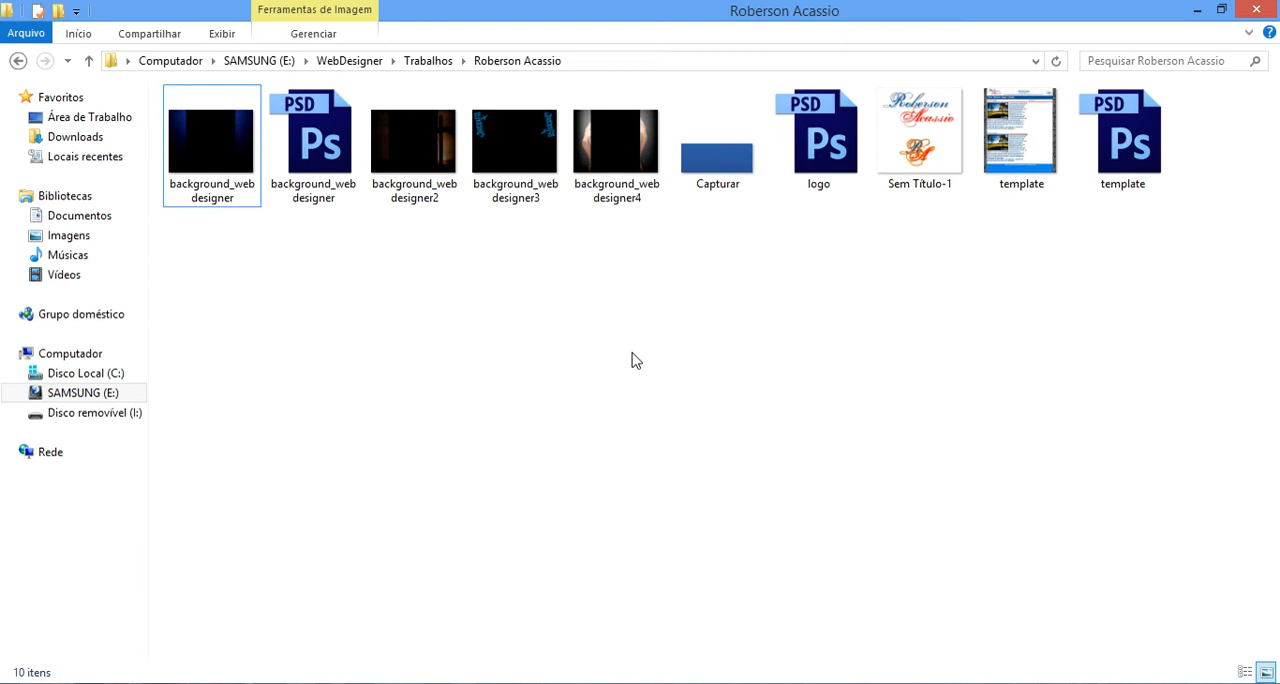 Ferramentas de Imagem
Roberson Acassio
Arquivo
Início
Compartilhar
Exibir
Gerenciar
Computador
SAMSUNG (E:)
WebDesigner
Trabalhos
Roberson Acassio
Pesquisar Roberson Acassio
Favoritos
Área de Trabalho
Downloads
Locais recentes
Bibliotecas
Documentos
Imagens
Músicas
Vídeos
Grupo doméstico
Computador
Disco Local (C:)
SAMSUNG (E:)
Disco removível (I:)
Rede
background_web
designer
PSD
Ps
background_web
designer
background_web
designer2
background_web
designer3
background_web
designer4
Capturar
PSD
Ps
logo
Roberson
Acassio
RA
Sem Título-1
template
PSD
Ps
template
10 itens